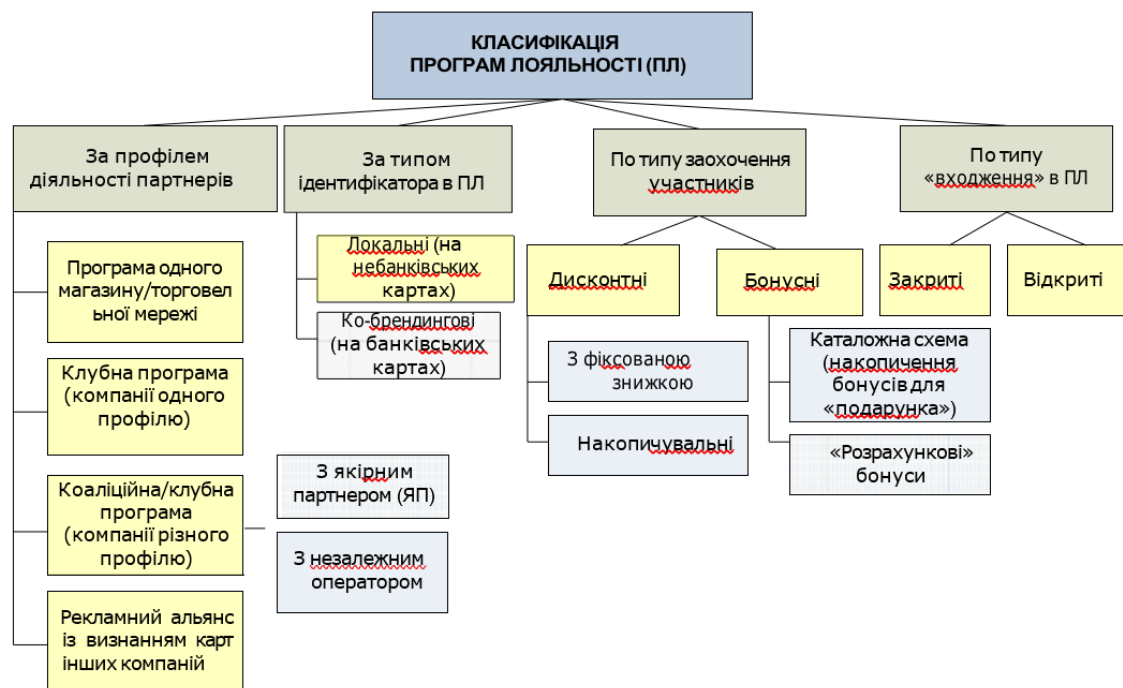 КЛАСИФІКАЦІЯ
ПРОГРАМ ЛОЯЛЬНОСТІ (ПЛ)
За профілем
діяльності партнерів
За типом
ідентифікатора в ПЛ
По типу заохочення
участників
По типу
«входження» в ПЛ
Програма одного
магазину/торговел
ьної мережі
Клубна програма
(компанії одного
профілю)
Коаліційна/клубна
програма
(компанії різного
профілю)
Рекламний альянс
із визнанням карт
інших компаній
З якірним
партнером (ЯП)
З незалежним
оператором
Локальні (на
небанківських
картах)
Ко-брендингові
(на банківських
картах)
Дисконтні
Бонусні
З фіксованою
знижкою
Накопичувальні
Каталожна схема
(накопичення
бонусів для
«подарунка»)
«Розрахункові»
бонуси
Закриті
Відкриті